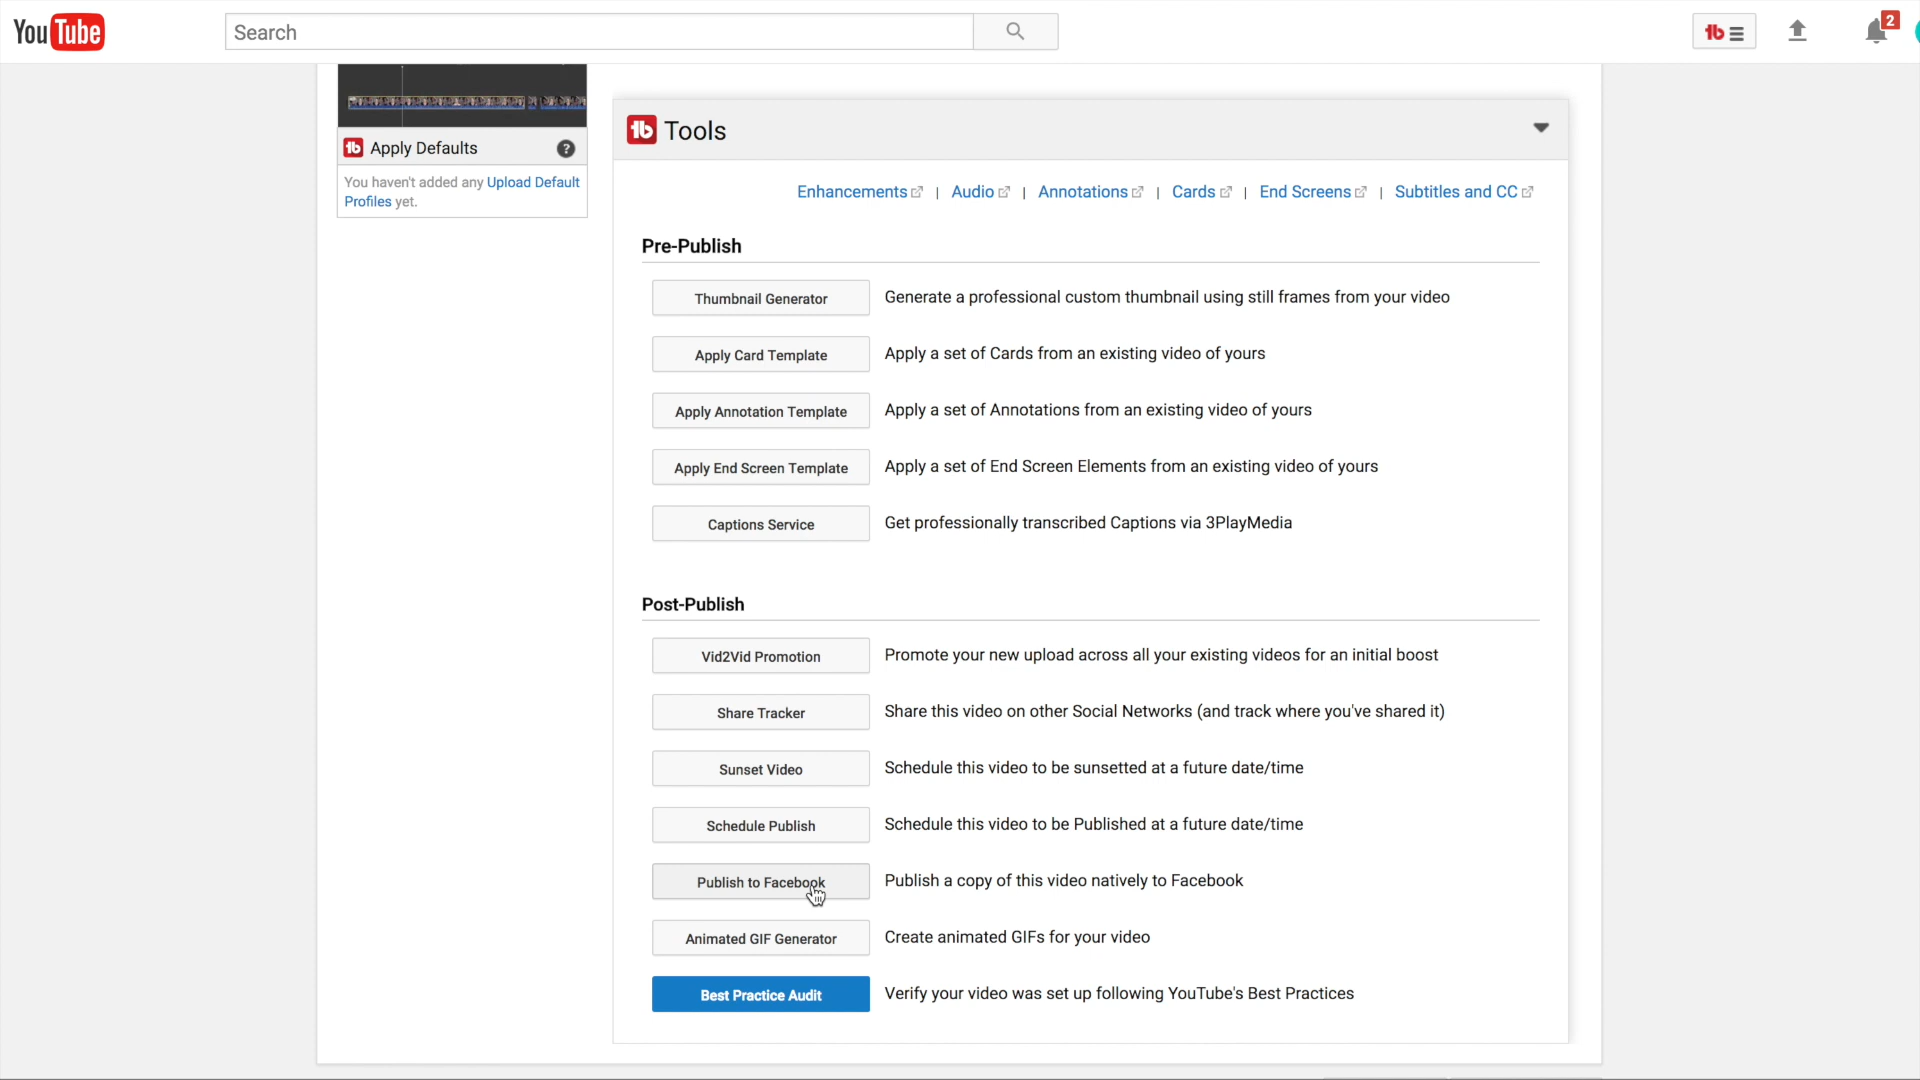 YouTube
Search
tb
2
tb Tools
tb Apply Defaults ?
You haven't added any Upload Default
Profiles yet.
Enhancements | Audio | Annotations | Cards | End Screens | Subtitles and CC
Pre-Publish
Thumbnail Generator Generate a professional custom thumbnail using still frames from your video
Apply Card Template Apply a set of Cards from an existing video of yours
Apply Annotation Template Apply a set of Annotations from an existing video of yours
Apply End Screen Template Apply a set of End Screen Elements from an existing video of yours
Captions Service Get professionally transcribed Captions via 3PlayMedia
Post-Publish
Vid2Vid Promotion Promote your new upload across all your existing videos for an initial boost
Share Tracker Share this video on other Social Networks (and track where you've shared it)
Sunset Video Schedule this video to be sunsetted at a future date/time
Schedule Publish Schedule this video to be Published at a future date/time
Publish to Facebook Publish a copy of this video natively to Facebook
Animated GIF Generator Create animated GIFs for your video
Best Practice Audit Verify your video was set up following YouTube's Best Practices